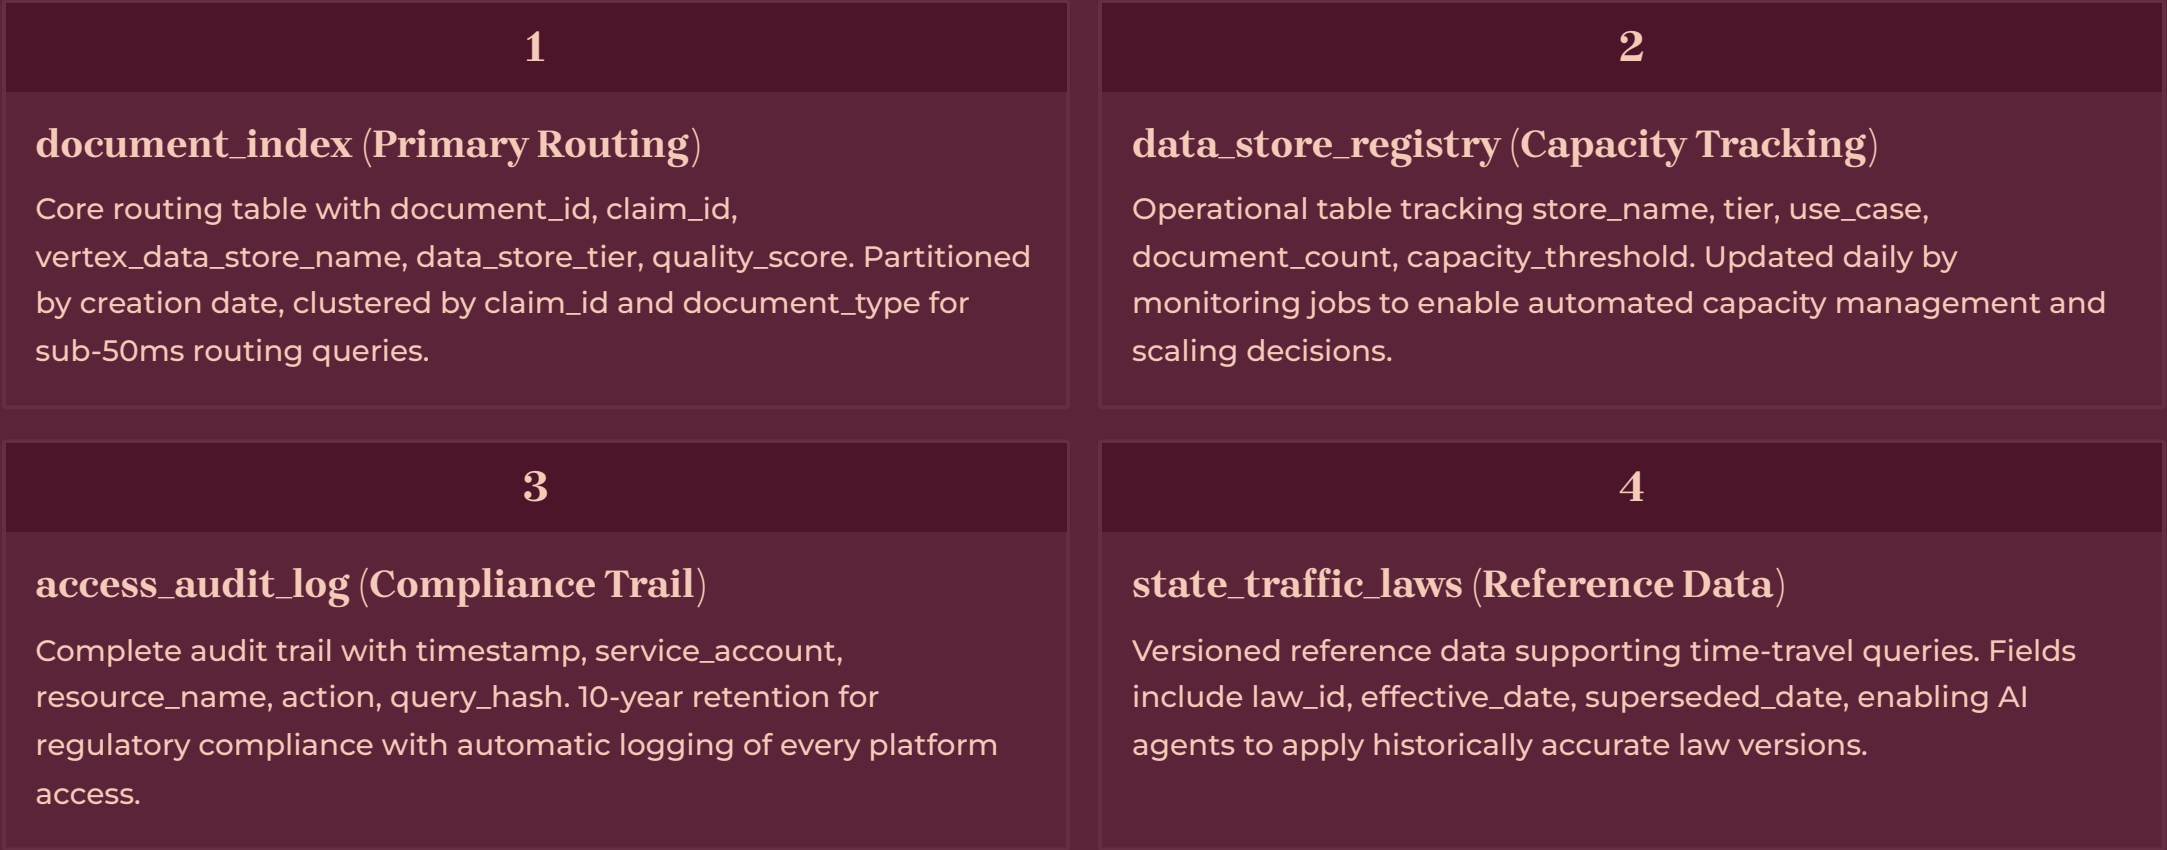 1
document_index (Primary Routing)
Core routing table with document_id, claim_id,
vertex_data_store_name, data_store_tier, quality_score. Partitioned
by creation date, clustered by claim_id and document_type for
sub-50ms routing queries.
2
data_store_registry (Capacity Tracking)
Operational table tracking store_name, tier, use_case,
document_count, capacity_threshold. Updated daily by
monitoring jobs to enable automated capacity management and
scaling decisions.
3
access_audit_log (Compliance Trail)
Complete audit trail with timestamp, service_account,
resource_name, action, query_hash. 10-year retention for
regulatory compliance with automatic logging of every platform
access.
4
state_traffic_laws (Reference Data)
Versioned reference data supporting time-travel queries. Fields
include law_id, effective_date, superseded_date, enabling AI
agents to apply historically accurate law versions.